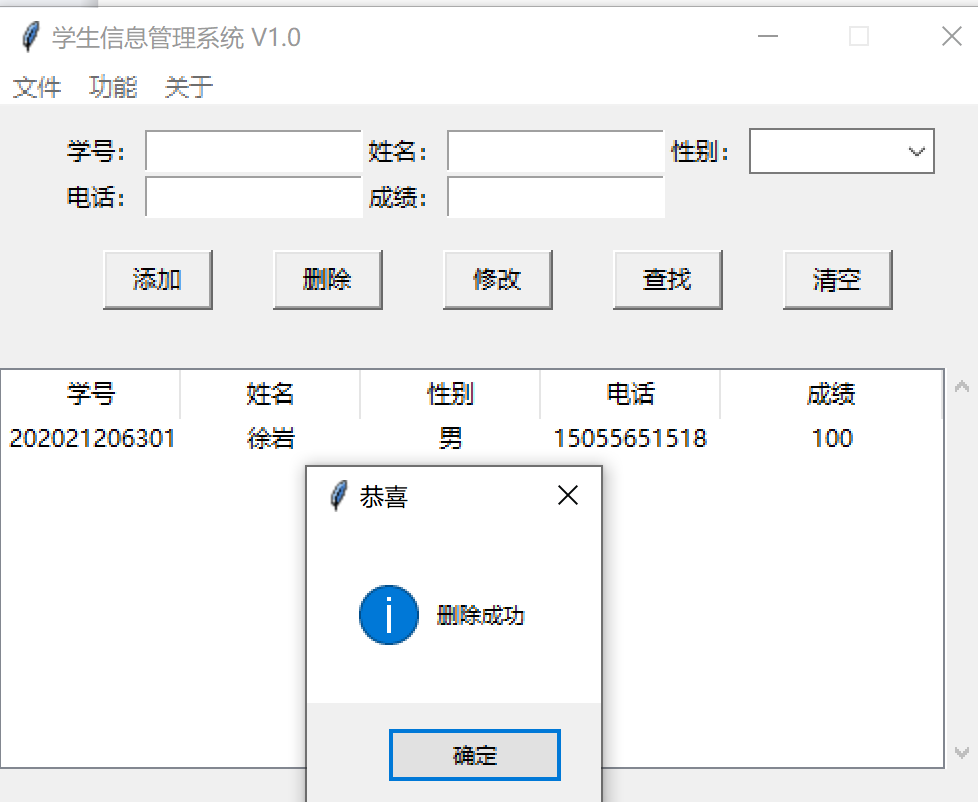 学生信息管理系统 V1.0
文件 功能 关于
学号： 姓名： 性别：
电话： 成绩：
添加 删除 修改 查找 清空
学号 姓名 性别 电话 成绩
202021206301 徐岩 男 15055651518 100
恭喜
删除成功
确定